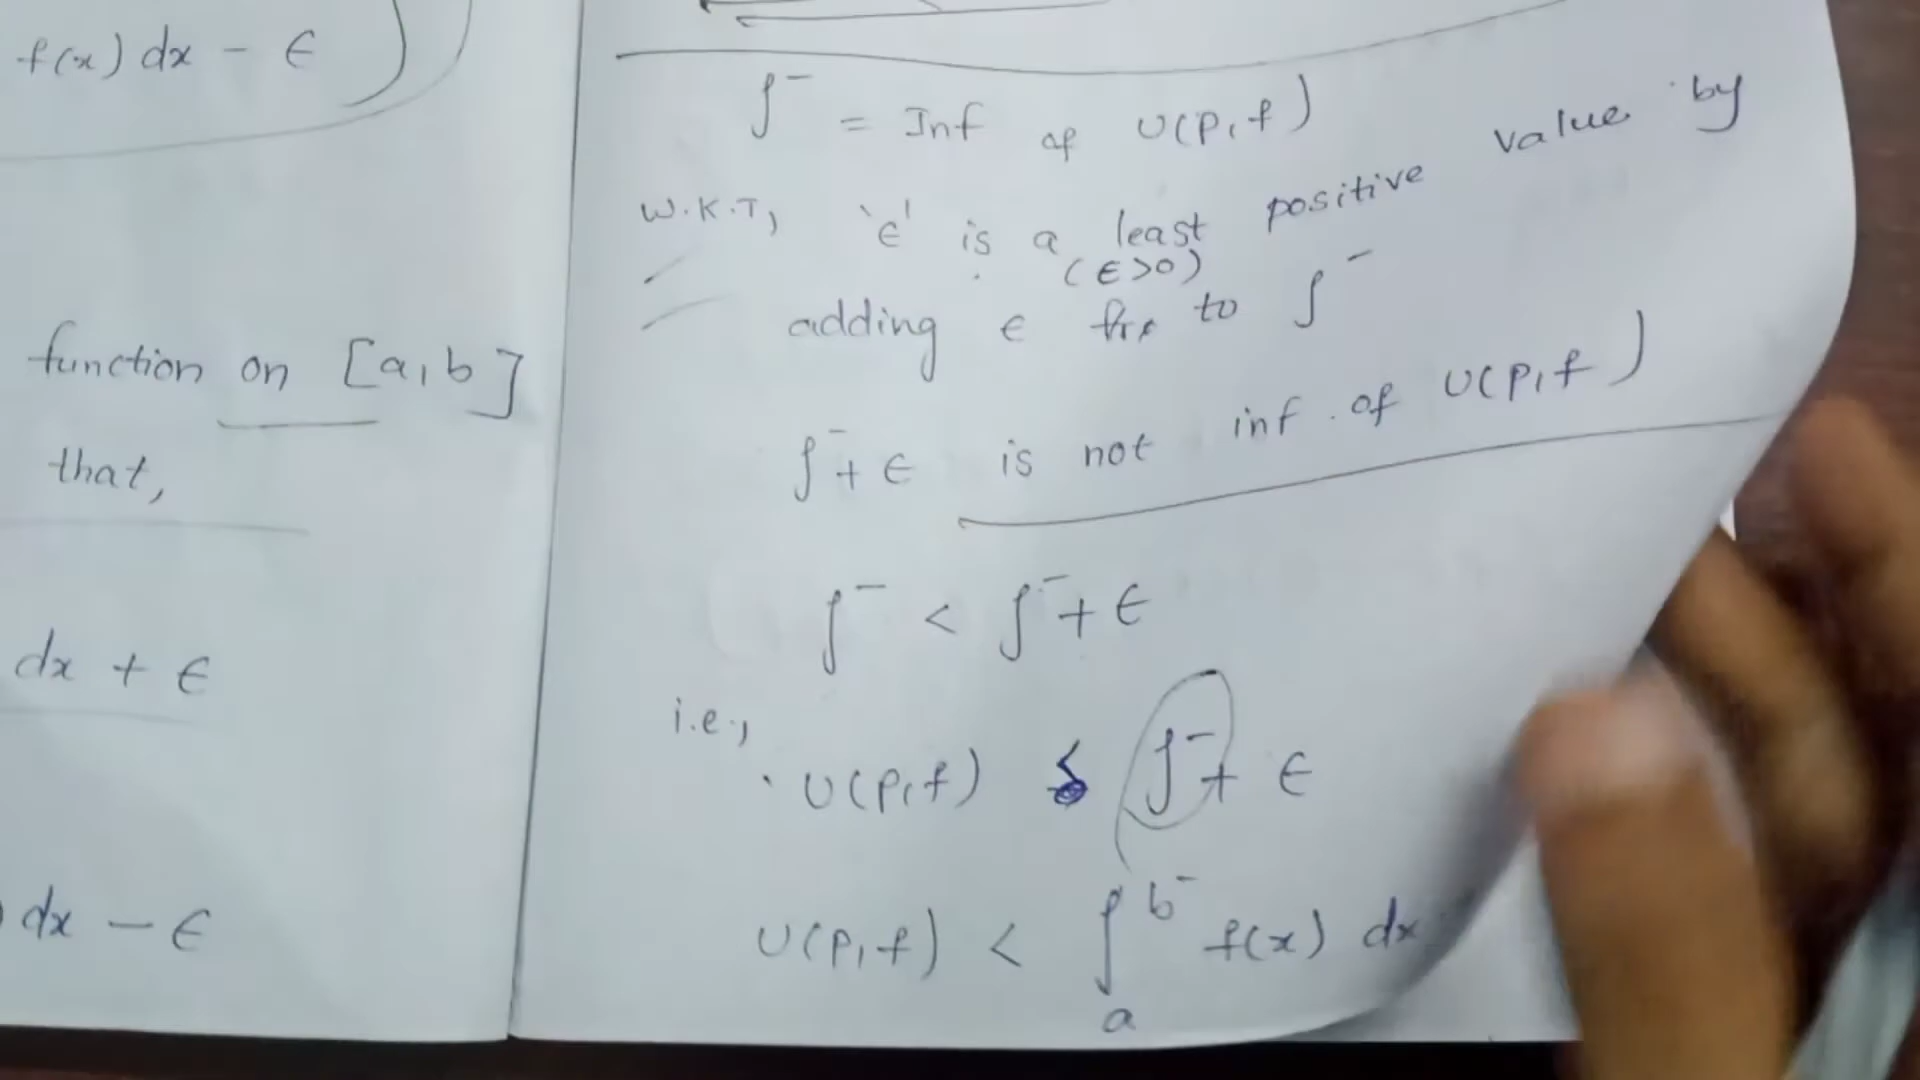 f(x) dx - ϵ
function on [a, b]
that,
dx + ϵ
dx - ϵ
∫¯ = Inf of U(P, f)
W.K.T, 'ϵ' is a least positive value by
(ϵ>0)
adding ϵ to ∫¯
∫¯ + ϵ is not inf. of U(P, f)
∫¯ < ∫¯ + ϵ
i.e.,
U(P, f) < ∫¯ + ϵ
U(P, f) < ∫ₐᵇ¯ f(x) dx